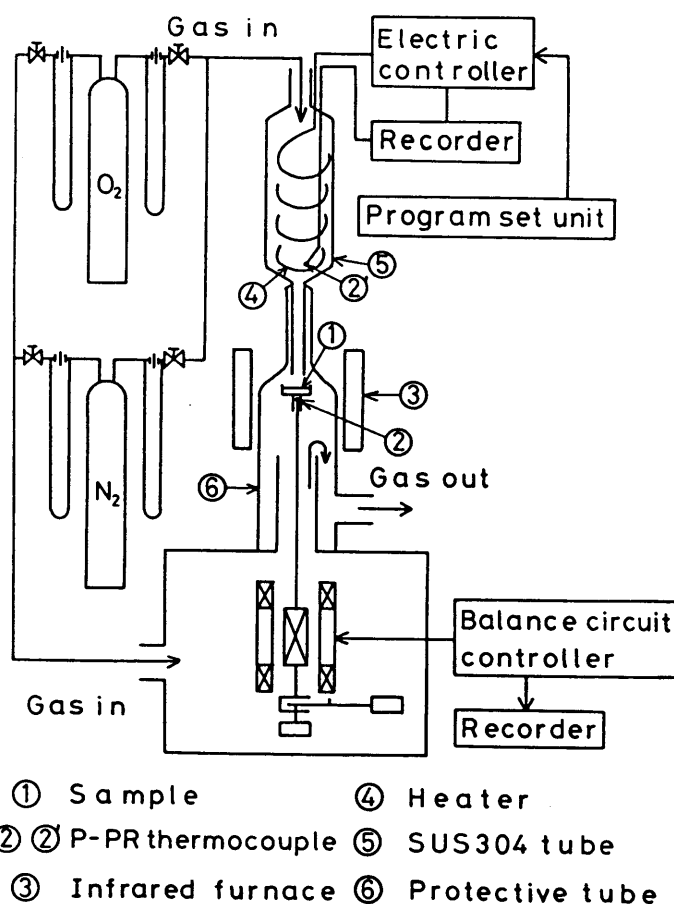 Gas in
Electric
controller
Recorder
Program set unit
O₂
⑤
④ ②'
①
③
②
N₂
⑥
Gas out
Balance circuit
controller
Gas in
Recorder
① Sample
④ Heater
② ②' P-PR thermocouple
⑤ SUS304 tube
③ Infrared furnace
⑥ Protective tube